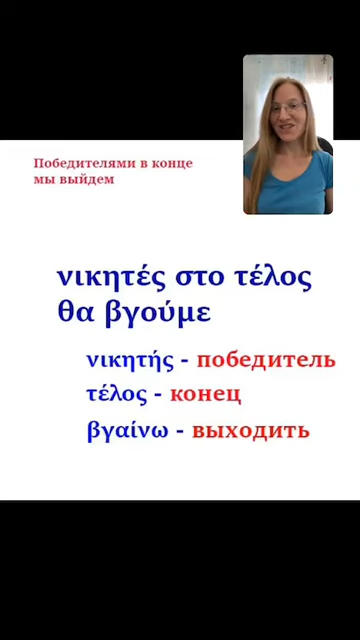 Победителями в конце
мы выйдем
νικητές στο τέλος
θα βγούμε
νικητής - победитель
τέλος - конец
βγαίνω - выходить